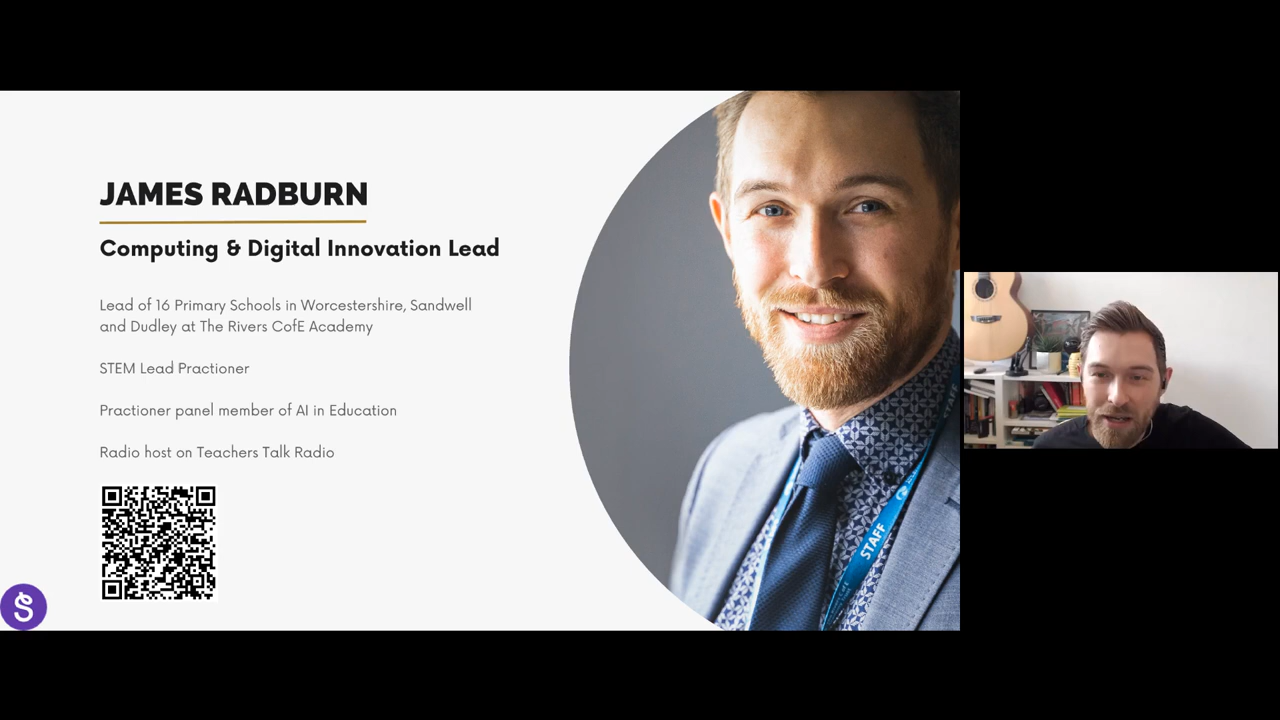 JAMES RADBURN
Computing & Digital Innovation Lead
Lead of 16 Primary Schools in Worcestershire, Sandwell
and Dudley at The Rivers CofE Academy
STEM Lead Practioner
Practioner panel member of AI in Education
Radio host on Teachers Talk Radio
STAFF
STAFF
S